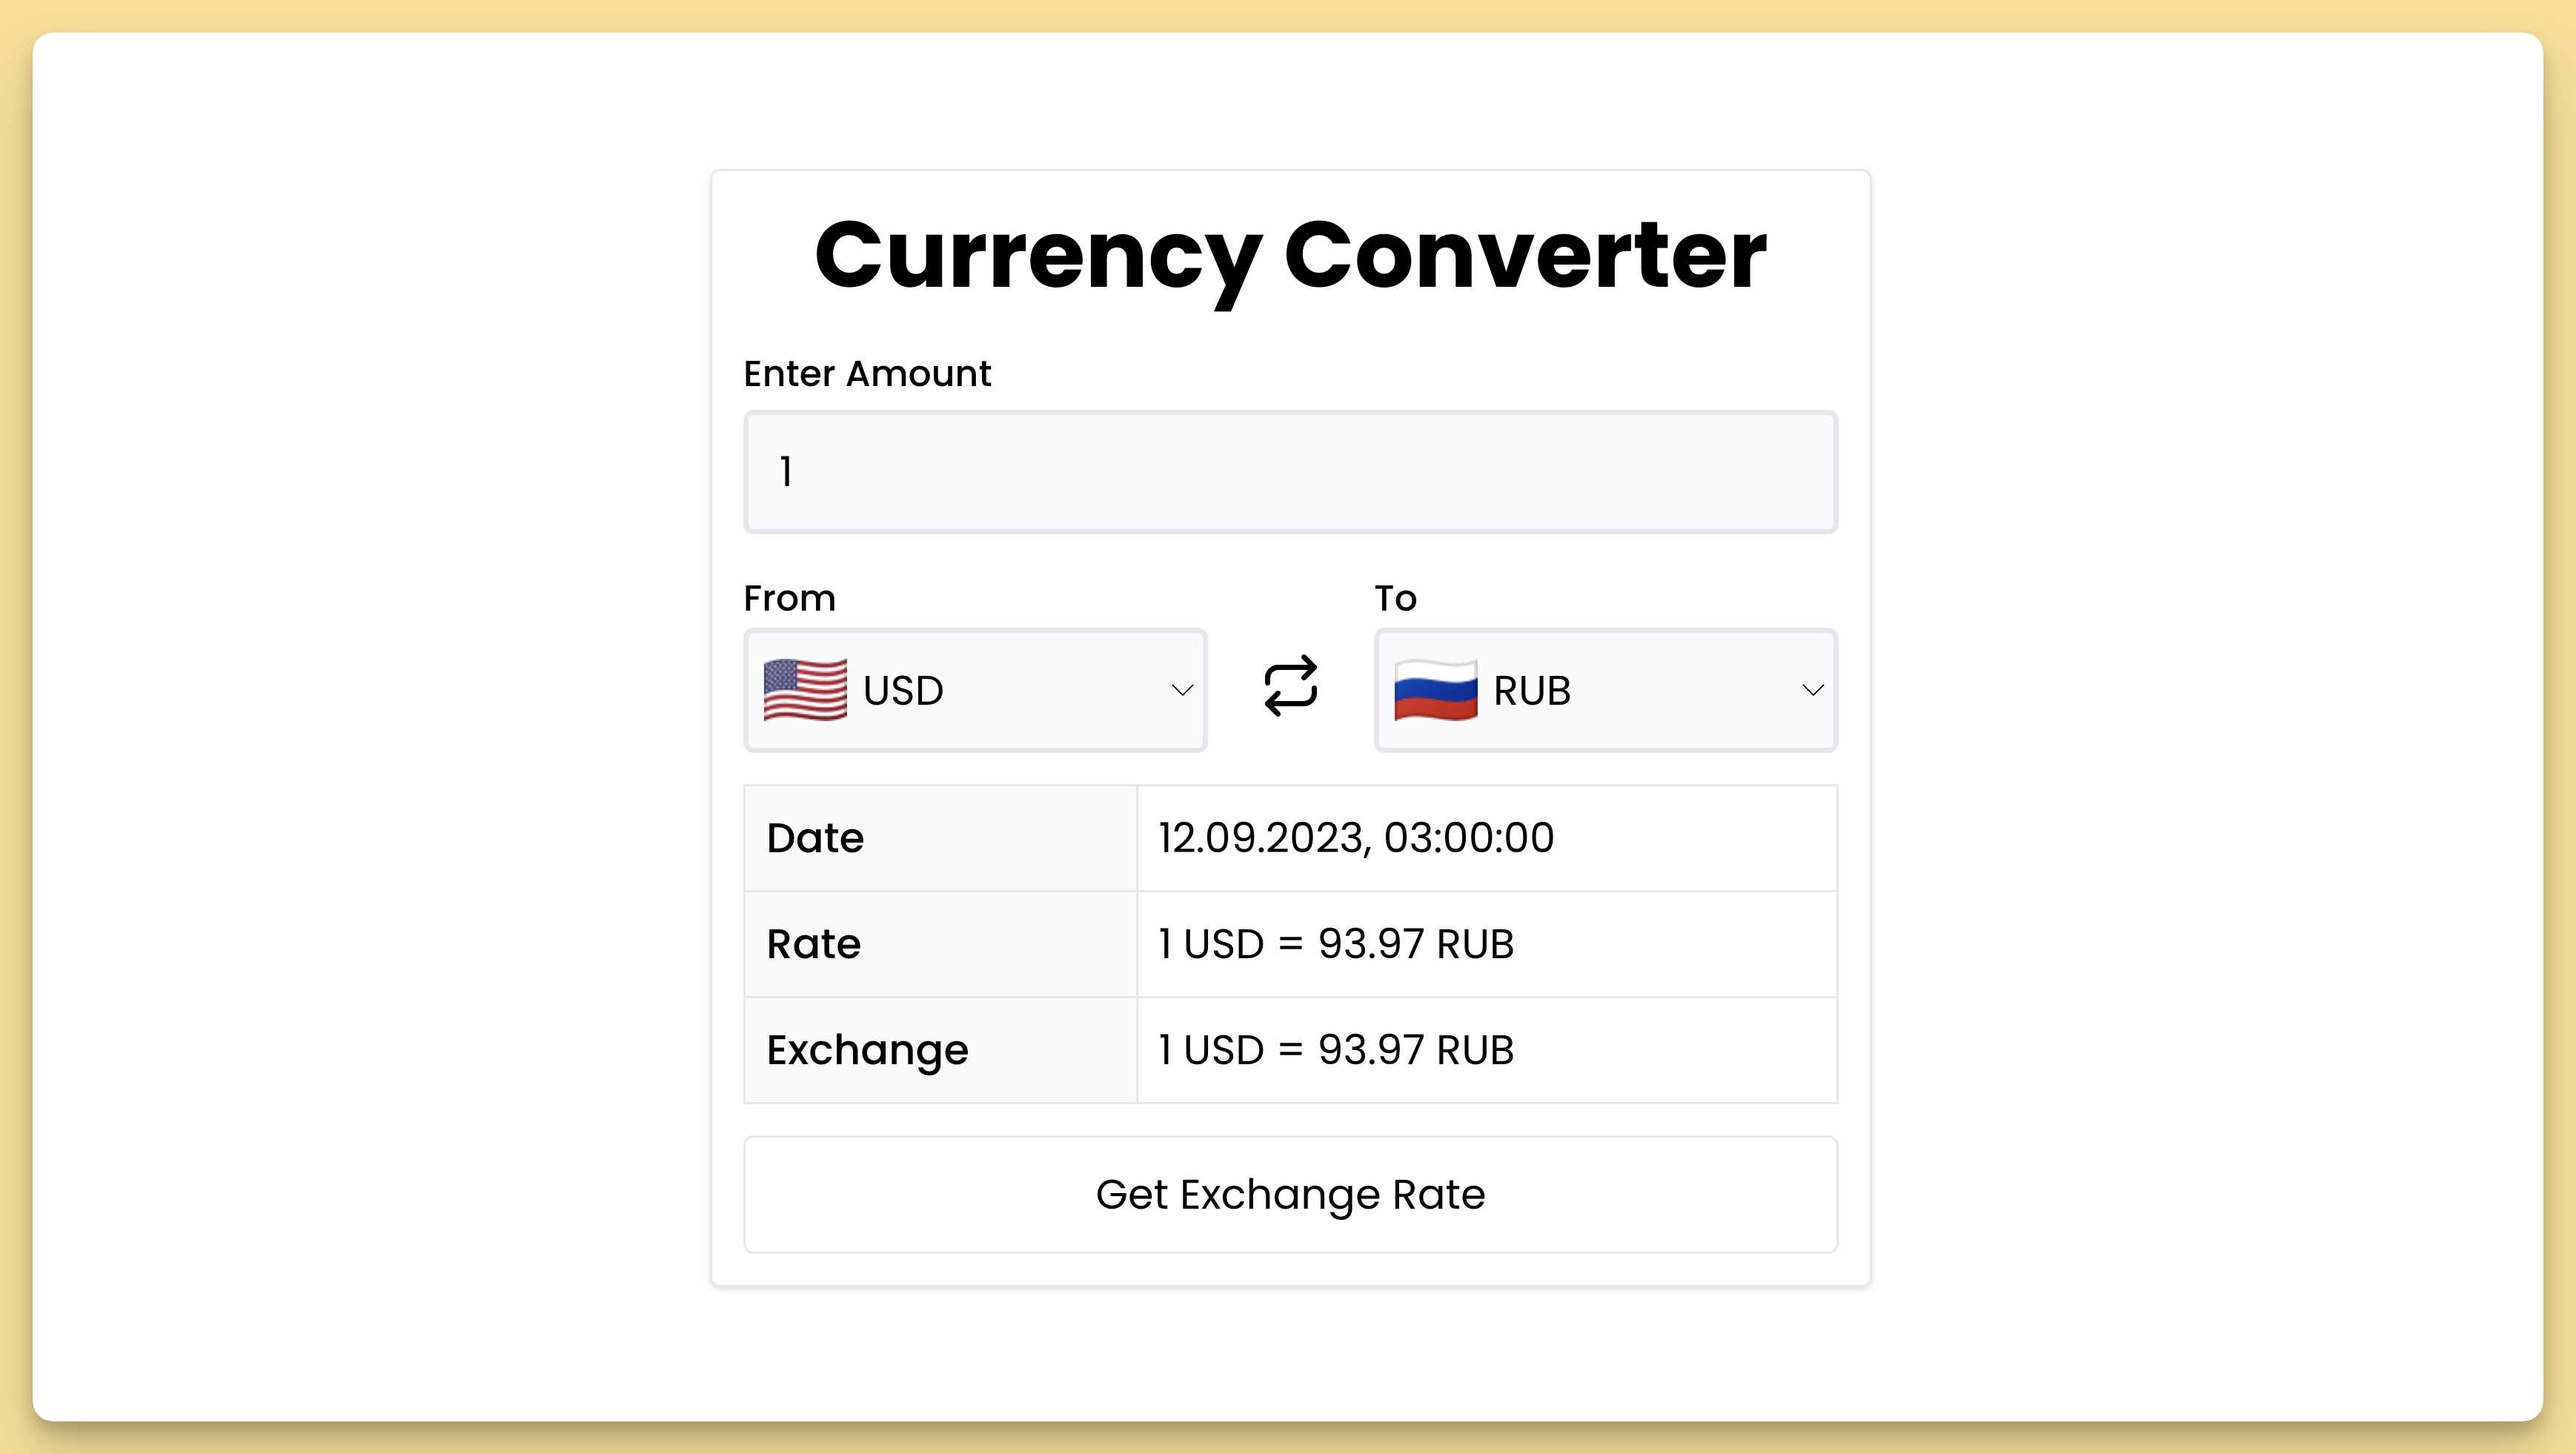 Currency Converter
Enter Amount
1
From
To
USD
RUB
Date
12.09.2023, 03:00:00
Rate
1 USD = 93.97 RUB
Exchange
1 USD = 93.97 RUB
Get Exchange Rate